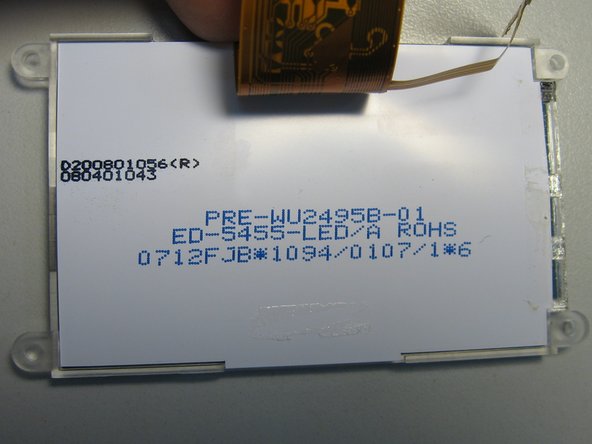 D200801056(R)
080401043
PRE-WU2495B-01
ED-5455-LED/A ROHS
0712FJB*1094/0107/1*6